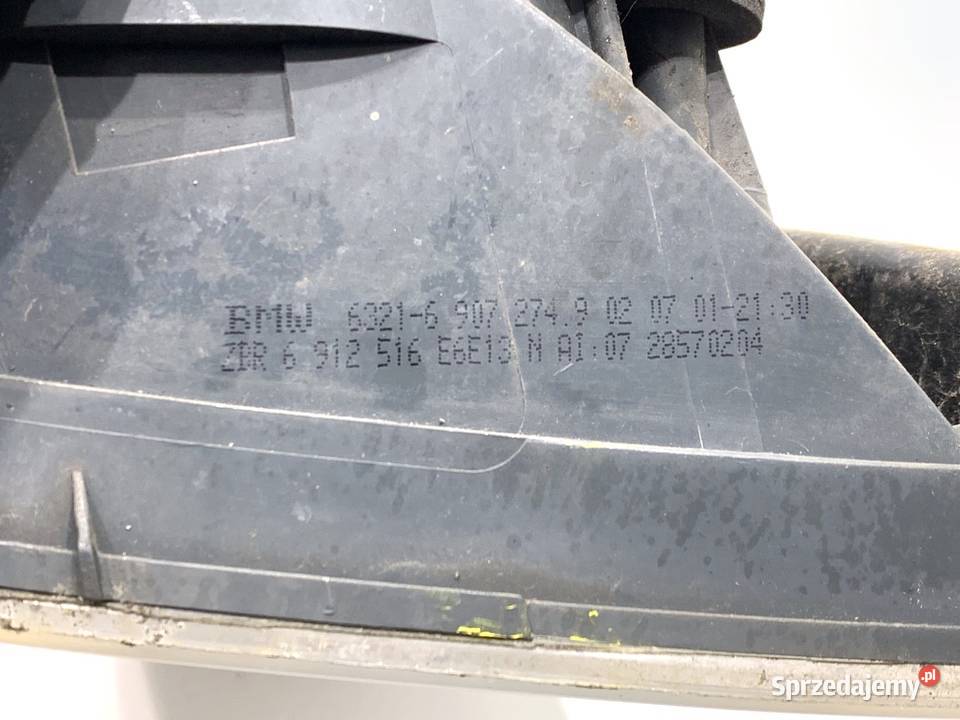 BMW 6321-6 907 274.9 02 07 01-21:30
ZBR 6 912 516 E6E13 N AI:07 28570204
Sprzedajemy.pl